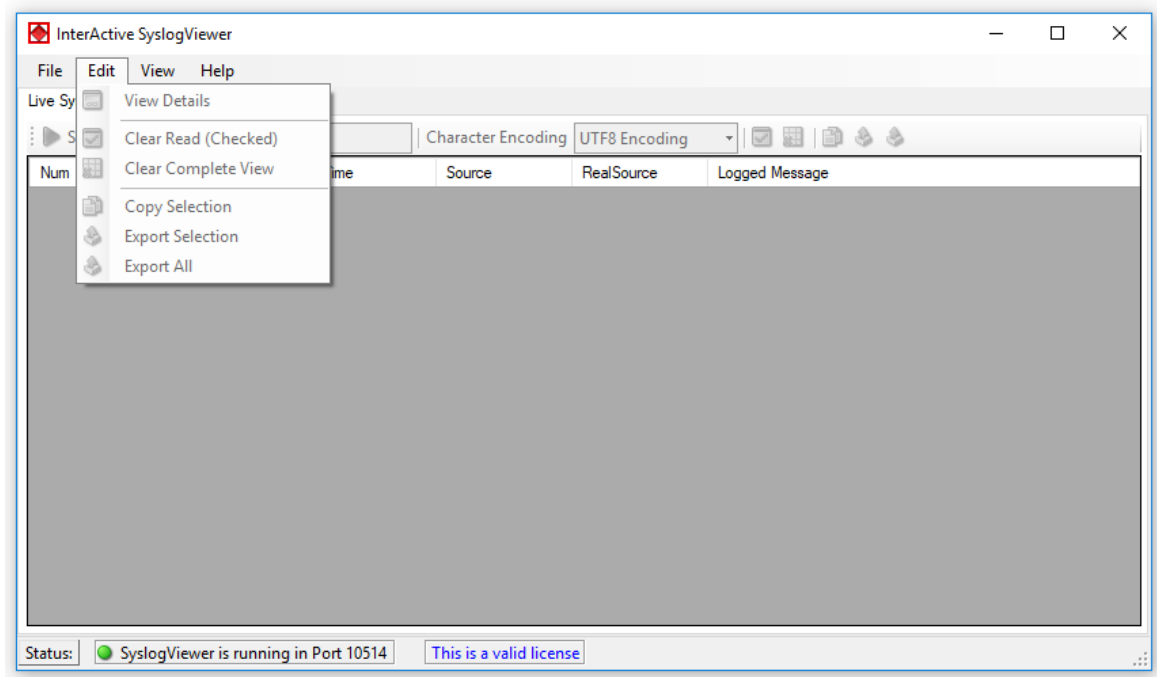 InterActive SyslogViewer
File Edit View Help
Live Sy
View Details
S
Character Encoding UTF8 Encoding
Clear Read (Checked)
Clear Complete View
Num ime Source RealSource Logged Message
Copy Selection
Export Selection
Export All
Status: SyslogViewer is running in Port 10514 This is a valid license